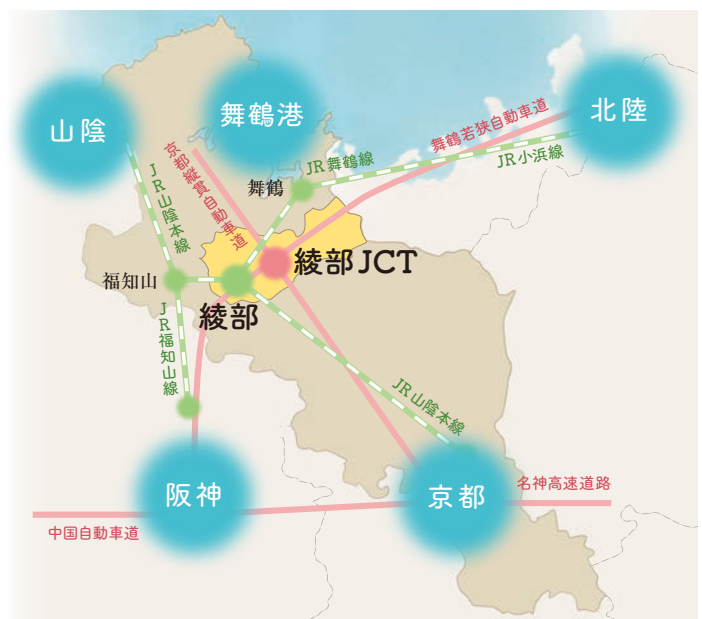 山陰
舞鶴港
北陸
舞鶴若狭自動車道
JR小浜線
JR舞鶴線
京都縦貫自動車道
JR山陰本線
舞鶴
綾部JCT
福知山
綾部
JR福知山線
JR山陰本線
阪神
京都
名神高速道路
中国自動車道